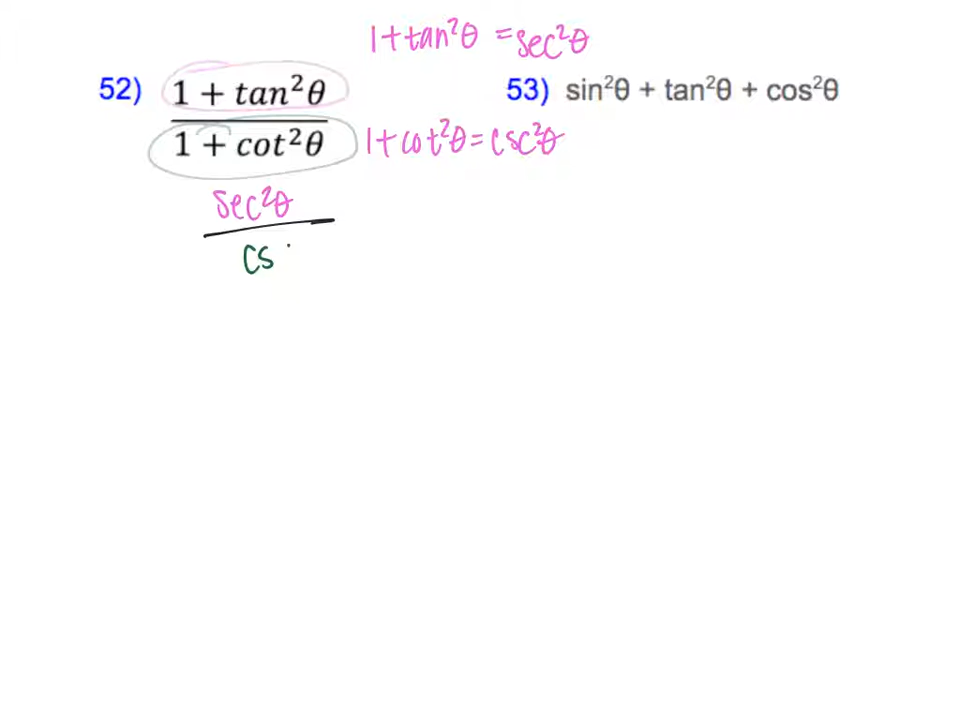 1+tan²θ = sec²θ
52) 1 + tan²θ
53) sin²θ + tan²θ + cos²θ
1 + cot²θ 1+cot²θ = csc²θ
sec²θ
cs